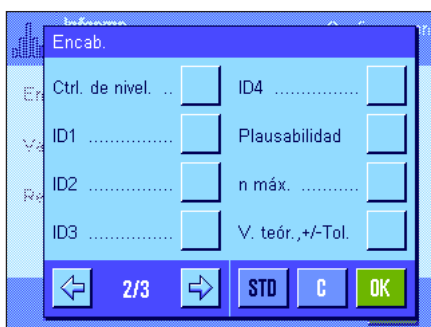 Encab.
Ctrl. de nivel. ..
ID1 ...............
ID2 ...............
ID3 ...............
ID4 ...............
Plausabilidad
n máx. ..........
V. teór.,+/-Tol.
2/3
STD
C
OK